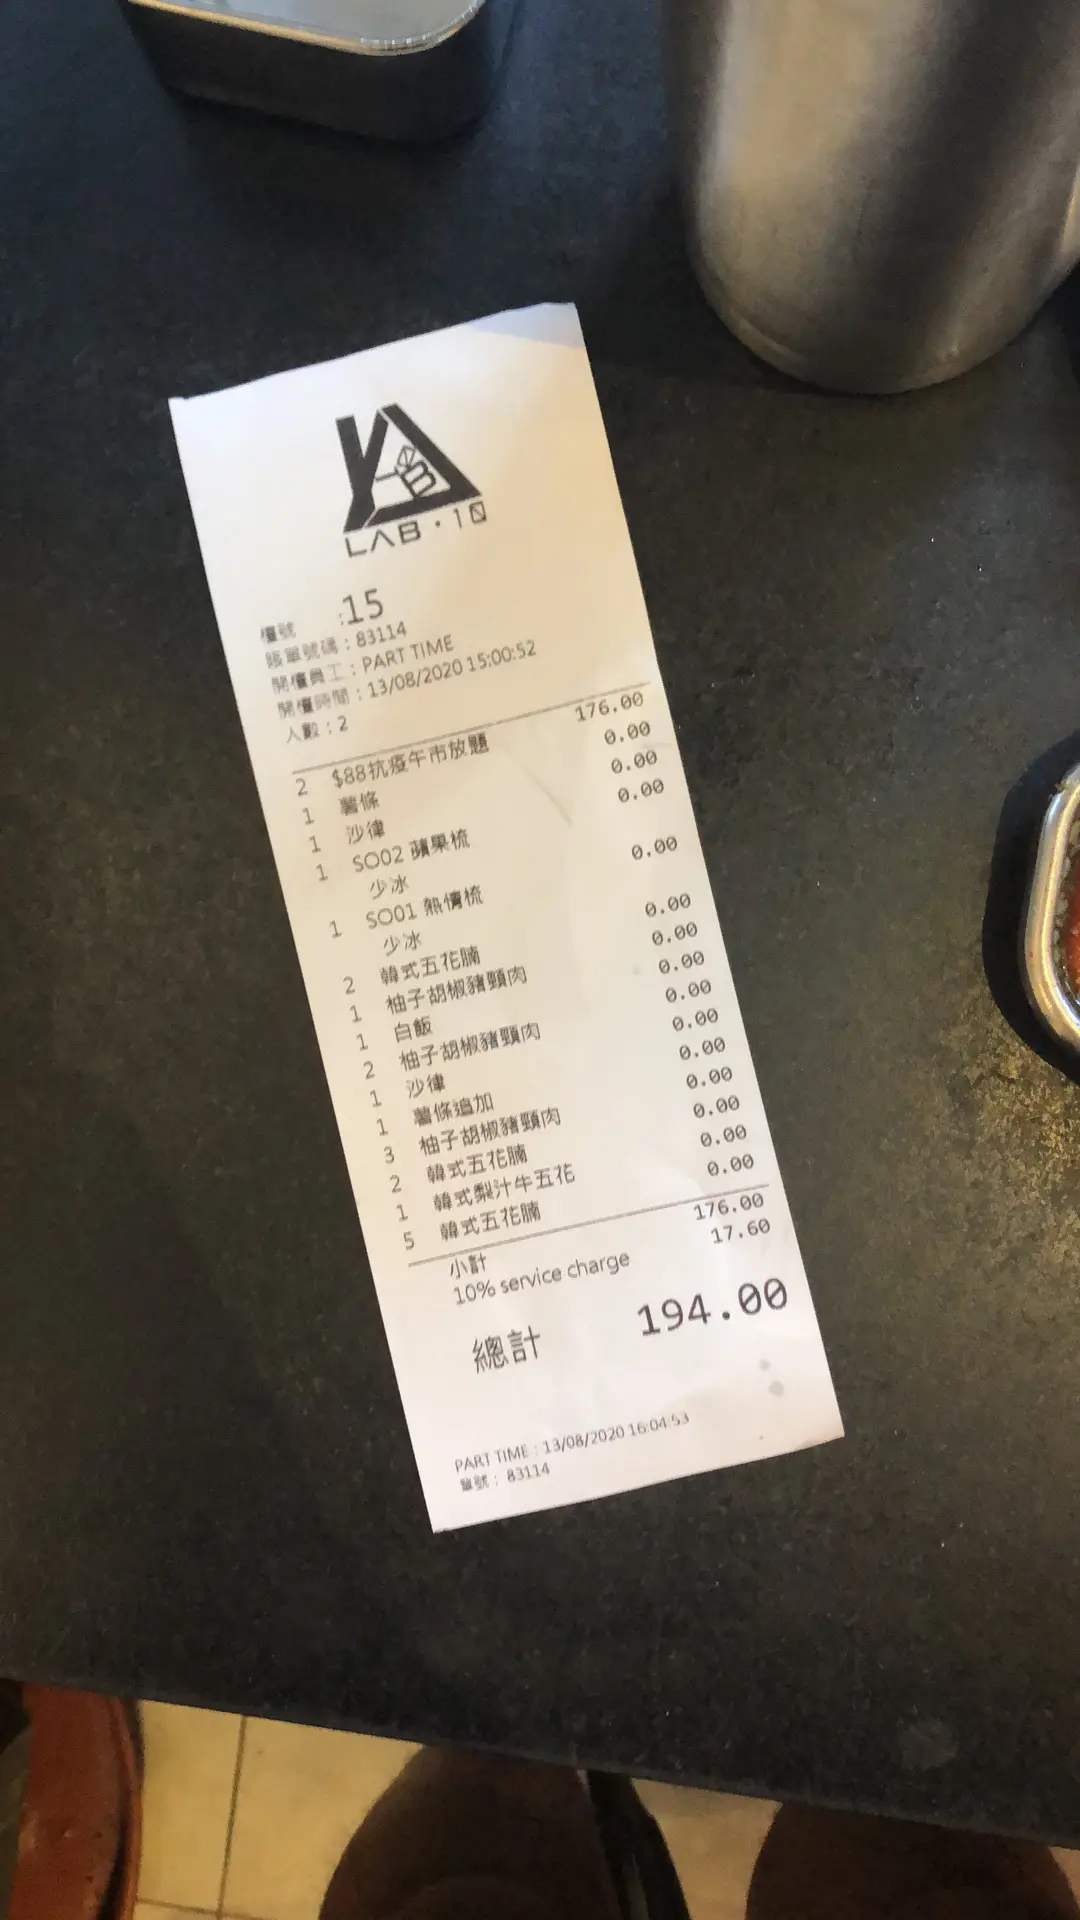 LAB·10
檯號 :15
賬單號碼：83114
開檯員工：PART TIME
開檯時間：13/08/2020 15:00:52
人數：2
2 $88抗疫午市放題 176.00
1 薯條 0.00
1 沙律 0.00
1 SO02 蘋果梳 0.00
少冰
1 SO01 熱情梳 0.00
少冰
2 韓式五花腩 0.00
1 柚子胡椒豬頸肉 0.00
1 白飯 0.00
2 柚子胡椒豬頸肉 0.00
1 沙律 0.00
1 薯條追加 0.00
3 柚子胡椒豬頸肉 0.00
2 韓式五花腩 0.00
1 韓式梨汁牛五花 0.00
5 韓式五花腩 0.00
小計 176.00
10% service charge 17.60
總計 194.00
PART TIME : 13/08/2020 16:04:53
單號： 83114